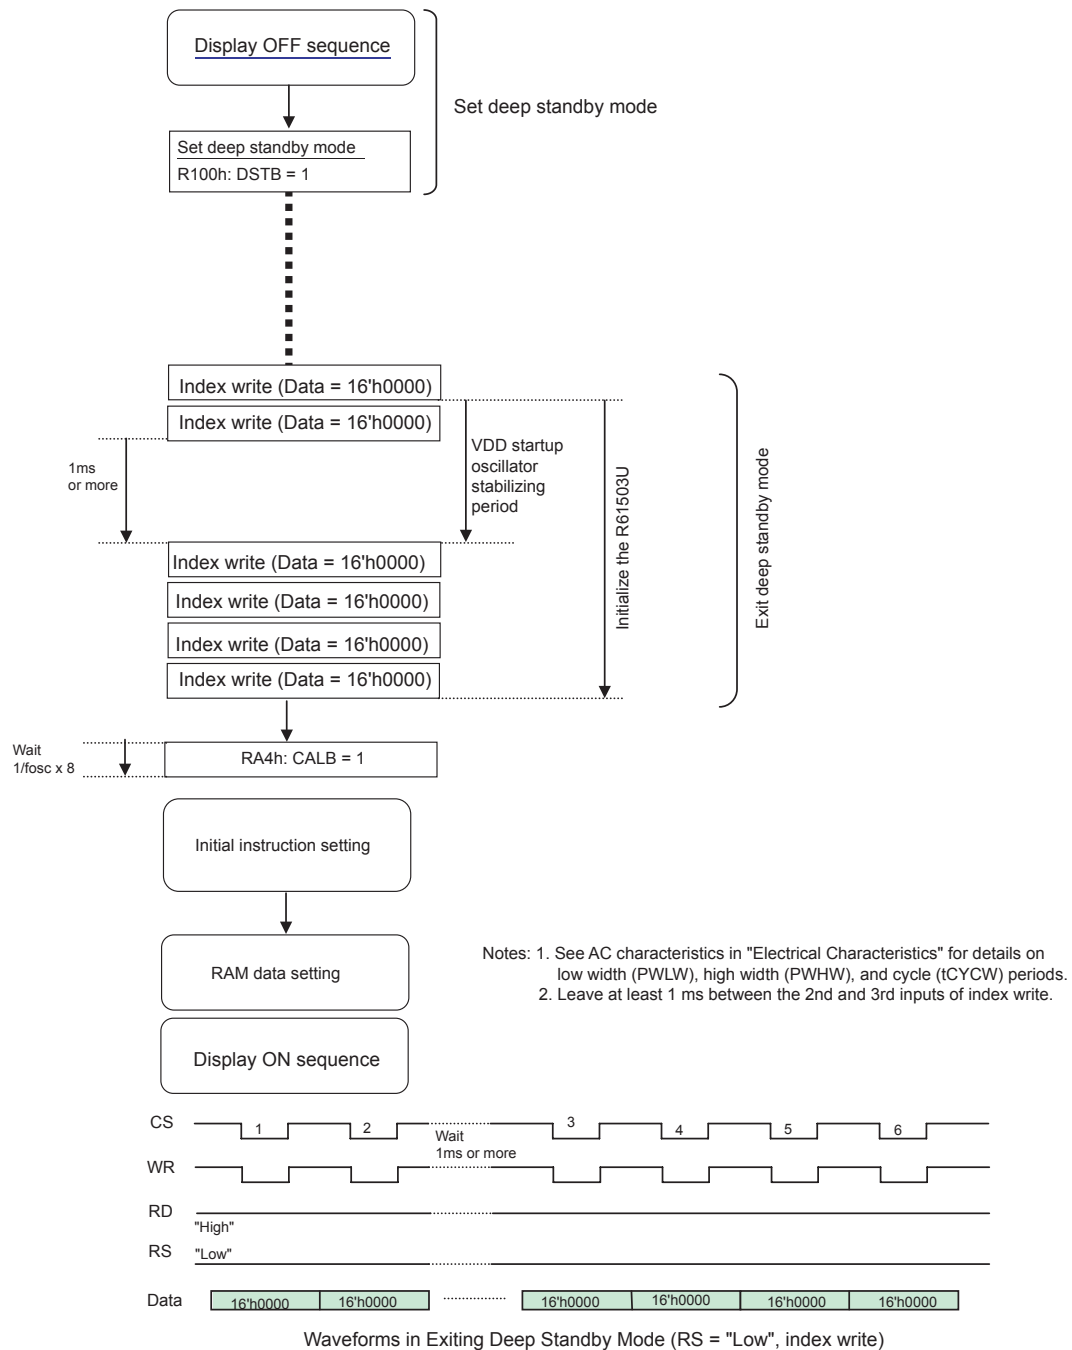 Display OFF sequence
Set deep standby mode
Set deep standby mode
R100h: DSTB = 1
Index write (Data = 16'h0000)
Index write (Data = 16'h0000)
1ms
or more
VDD startup
oscillator
stabilizing
period
Initialize the R61503U
Exit deep standby mode
Index write (Data = 16'h0000)
Index write (Data = 16'h0000)
Index write (Data = 16'h0000)
Index write (Data = 16'h0000)
Wait
1/fosc x 8
RA4h: CALB = 1
Initial instruction setting
RAM data setting
Notes: 1. See AC characteristics in "Electrical Characteristics" for details on
low width (PWLW), high width (PWHW), and cycle (tCYCW) periods.
2. Leave at least 1 ms between the 2nd and 3rd inputs of index write.
Display ON sequence
CS 1 2 3 4 5 6
Wait
1ms or more
WR
RD
"High"
RS "Low"
Data 16'h0000 16'h0000 16'h0000 16'h0000 16'h0000 16'h0000
Waveforms in Exiting Deep Standby Mode (RS = "Low", index write)